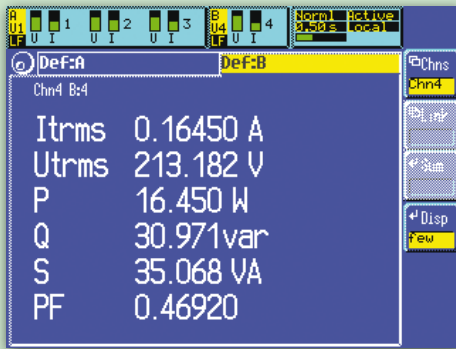 A
U1
LF
U I
1
U I
2
U I
3
B
U4
LF
U I
4
Norml Active
0.50s Local
Def:A
Def:B
Chn4 B:4
Itrms 0.16450 A
Utrms 213.182 V
P 16.450 W
Q 30.971var
S 35.068 VA
PF 0.46920
Chns
Chn4
Link
Sum
Disp
few